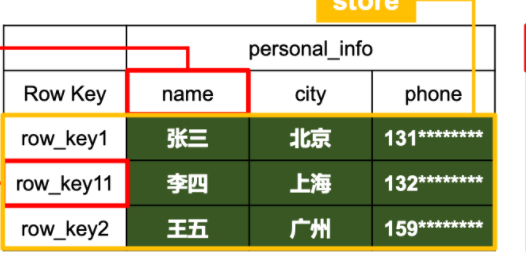 store
personal_info
Row Key name city phone
row_key1 张三 北京 131********
row_key11 李四 上海 132********
row_key2 王五 广州 159********